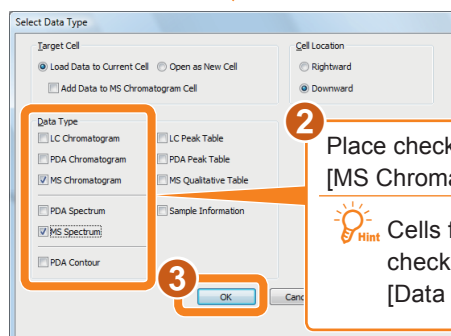 Select Data Type
Target Cell
Load Data to Current Cell Open as New Cell
Add Data to MS Chromatogram Cell
Cell Location
Rightward
Downward
Data Type
LC Chromatogram LC Peak Table
PDA Chromatogram PDA Peak Table
MS Chromatogram MS Qualitative Table
PDA Spectrum Sample Information
MS Spectrum
PDA Contour
OK
2
Place check
[MS Chroma
Hint Cells f
check
[Data
3